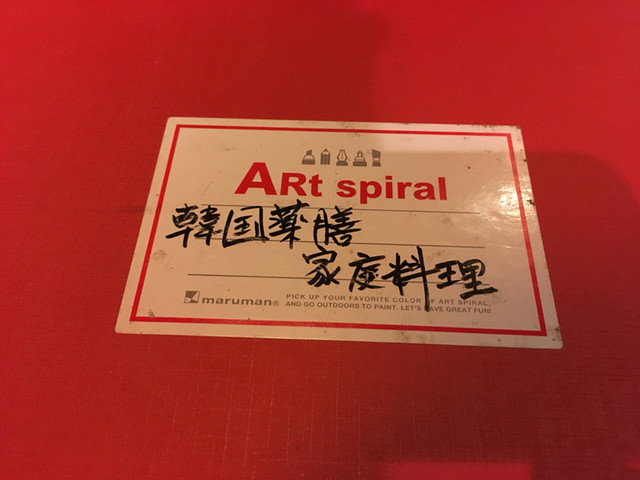 ARt spiral
韓国薬膳
家庭料理
maruman®
PICK UP YOUR FAVORITE COLOR OF ART SPIRAL,
AND GO OUTDOORS TO PAINT. LET'S HAVE GREAT FUN!